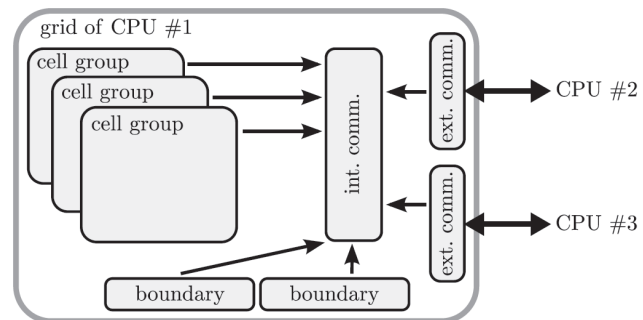 grid of CPU #1
cell group
cell group
cell group
int. comm.
ext. comm.
CPU #2
ext. comm.
CPU #3
boundary
boundary